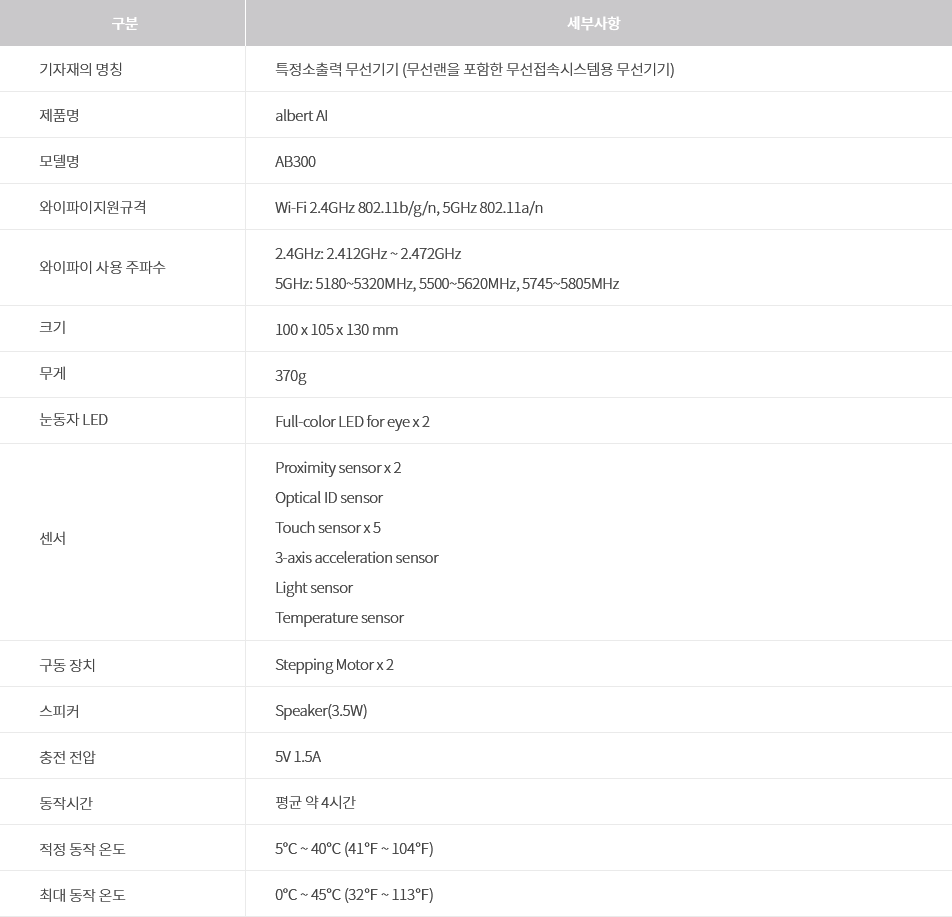 구분 세부사항
기자재의 명칭 특정소출력 무선기기 (무선랜을 포함한 무선접속시스템용 무선기기)
제품명 albert AI
모델명 AB300
와이파이지원규격 Wi-Fi 2.4GHz 802.11b/g/n, 5GHz 802.11a/n
와이파이 사용 주파수 2.4GHz: 2.412GHz ~ 2.472GHz
5GHz: 5180~5320MHz, 5500~5620MHz, 5745~5805MHz
크기 100 x 105 x 130 mm
무게 370g
눈동자 LED Full-color LED for eye x 2
센서 Proximity sensor x 2
Optical ID sensor
Touch sensor x 5
3-axis acceleration sensor
Light sensor
Temperature sensor
구동 장치 Stepping Motor x 2
스피커 Speaker(3.5W)
충전 전압 5V 1.5A
동작시간 평균 약 4시간
적정 동작 온도 5°C ~ 40°C (41°F ~ 104°F)
최대 동작 온도 0°C ~ 45°C (32°F ~ 113°F)